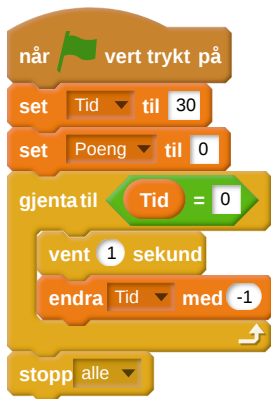 når vert trykt på
set Tid til 30
set Poeng til 0
gjenta til Tid = 0
vent 1 sekund
endra Tid med -1
stopp alle